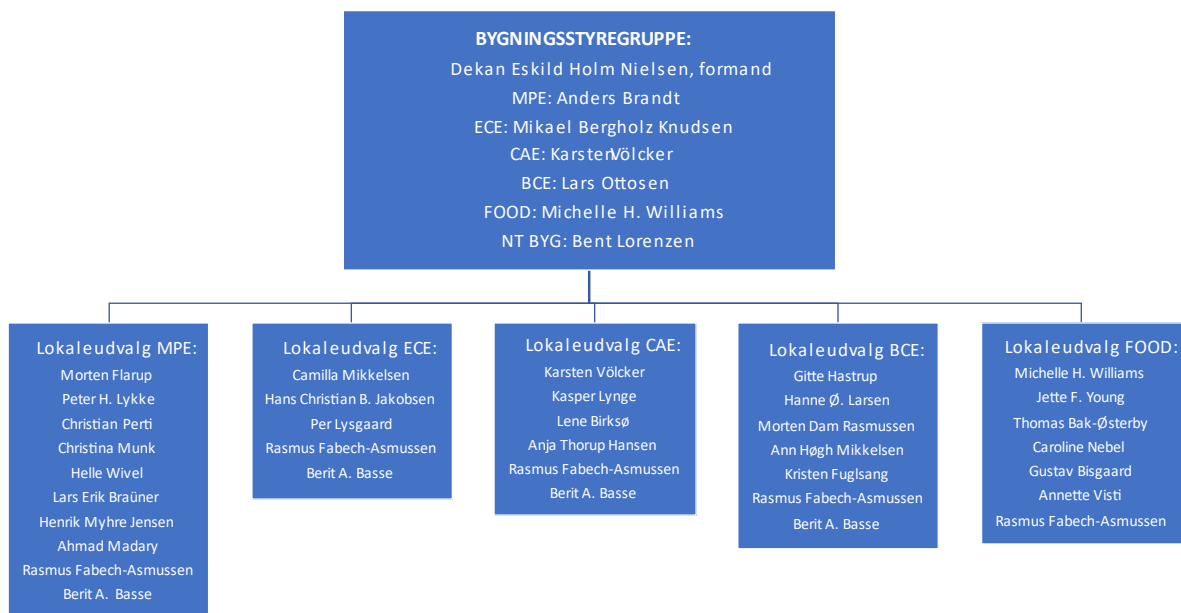 BYGNINGSSTYREGRUPPE:
Dekan Eskild Holm Nielsen, formand
MPE: Anders Brandt
ECE: Mikael Bergholz Knudsen
CAE: Karsten Völcker
BCE: Lars Ottosen
FOOD: Michelle H. Williams
NT BYG: Bent Lorenzen
Lokaleudvalg MPE:
Morten Flarup
Peter H. Lykke
Christian Perti
Christina Munk
Helle Wivel
Lars Erik Braüner
Henrik Myhre Jensen
Ahmad Madary
Rasmus Fabech-Asmussen
Berit A. Basse
Lokaleudvalg ECE:
Camilla Mikkelsen
Hans Christian B. Jakobsen
Per Lysgaard
Rasmus Fabech-Asmussen
Berit A. Basse
Lokaleudvalg CAE:
Karsten Völcker
Kasper Lynge
Lene Birksø
Anja Thorup Hansen
Rasmus Fabech-Asmussen
Berit A. Basse
Lokaleudvalg BCE:
Gitte Hastrup
Hanne Ø. Larsen
Morten Dam Rasmussen
Ann Høgh Mikkelsen
Kristen Fuglsang
Rasmus Fabech-Asmussen
Berit A. Basse
Lokaleudvalg FOOD:
Michelle H. Williams
Jette F. Young
Thomas Bak-Østerby
Caroline Nebel
Gustav Bisgaard
Annette Visti
Rasmus Fabech-Asmussen